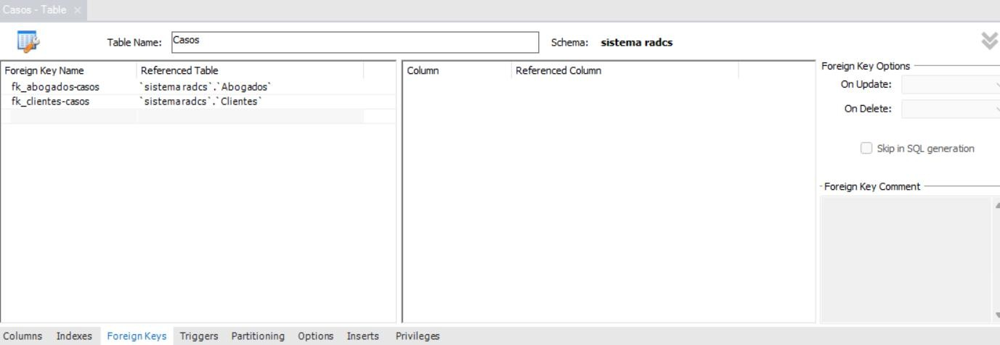 Casos - Table ×
Table Name: Casos Schema: sistema radcs
Foreign Key Name Referenced Table
fk_abogados-casos `sistema radcs`.`Abogados`
fk_clientes-casos `sistema radcs`.`Clientes`
Column Referenced Column
Foreign Key Options
On Update:
On Delete:
Skip in SQL generation
Foreign Key Comment
Columns Indexes Foreign Keys Triggers Partitioning Options Inserts Privileges